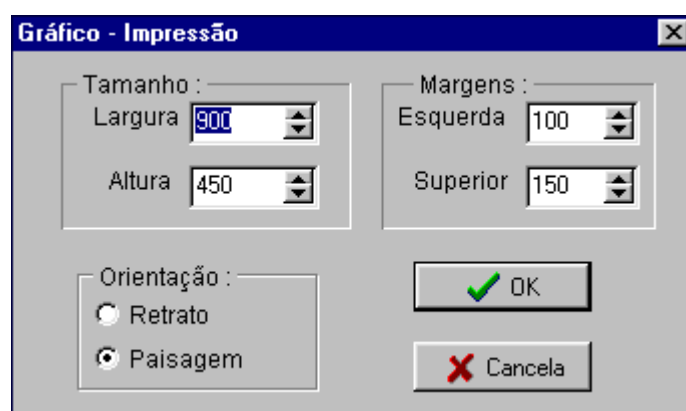 Gráfico - Impressão
Tamanho :
Largura 900
Altura 450
Margens :
Esquerda 100
Superior 150
Orientação :
Retrato
Paisagem
OK
Cancela